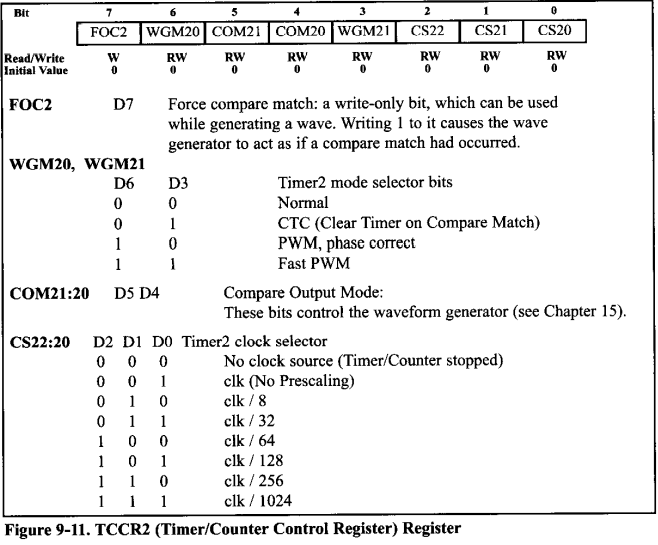 Bit 7 6 5 4 3 2 1 0
FOC2 WGM20 COM21 COM20 WGM21 CS22 CS21 CS20
Read/Write W RW RW RW RW RW RW RW
Initial Value 0 0 0 0 0 0 0 0
FOC2 D7 Force compare match: a write-only bit, which can be used
while generating a wave. Writing 1 to it causes the wave
generator to act as if a compare match had occurred.
WGM20, WGM21
D6 D3 Timer2 mode selector bits
0 0 Normal
0 1 CTC (Clear Timer on Compare Match)
1 0 PWM, phase correct
1 1 Fast PWM
COM21:20 D5 D4 Compare Output Mode:
These bits control the waveform generator (see Chapter 15).
CS22:20 D2 D1 D0 Timer2 clock selector
0 0 0 No clock source (Timer/Counter stopped)
0 0 1 clk (No Prescaling)
0 1 0 clk / 8
0 1 1 clk / 32
1 0 0 clk / 64
1 0 1 clk / 128
1 1 0 clk / 256
1 1 1 clk / 1024
Figure 9-11. TCCR2 (Timer/Counter Control Register) Register